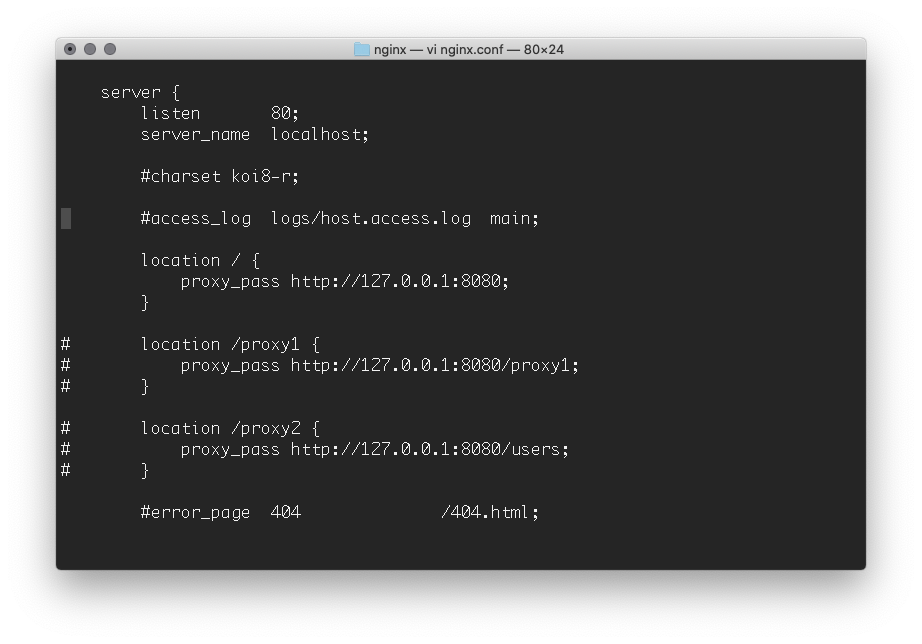 nginx — vi nginx.conf — 80×24
    server {
        listen       80;
        server_name  localhost;
        #charset koi8-r;
        #access_log  logs/host.access.log  main;
        location / {
            proxy_pass http://127.0.0.1:8080;
        }
#       location /proxy1 {
#           proxy_pass http://127.0.0.1:8080/proxy1;
#       }
#       location /proxy2 {
#           proxy_pass http://127.0.0.1:8080/users;
#       }
        #error_page  404              /404.html;